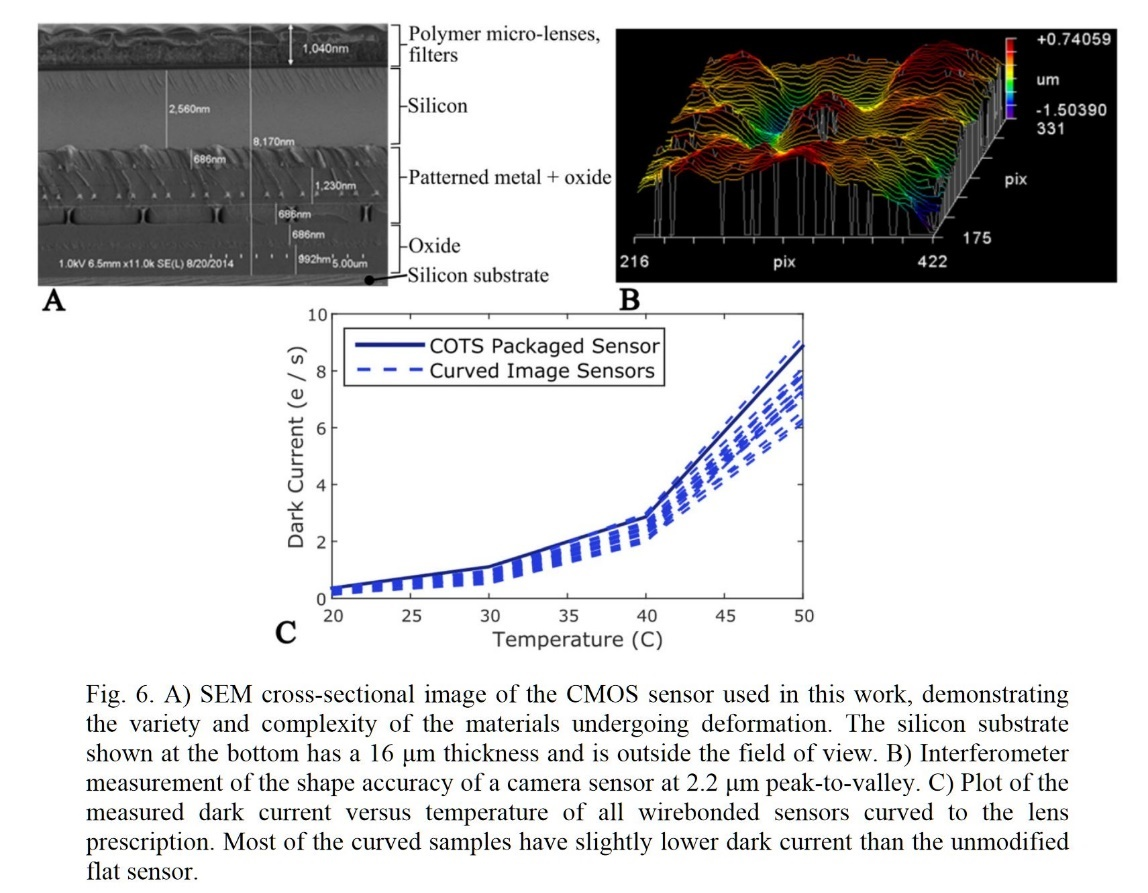 1,040nm
2,560nm
8,170nm
686nm
1,230nm
686nm
686nm
992nm
1.0kV 6.5mm x11.0k SE(L) 8/20/2014
5.00um
Polymer micro-lenses,
filters
Silicon
Patterned metal + oxide
Oxide
Silicon substrate
A
+0.74059
um
-1.50390
331
pix
175
216
pix
422
B
10
8
6
4
2
0
Dark Current (e / s)
COTS Packaged Sensor
Curved Image Sensors
20 25 30 35 40 45 50
Temperature (C)
C
Fig. 6. A) SEM cross-sectional image of the CMOS sensor used in this work, demonstrating
the variety and complexity of the materials undergoing deformation. The silicon substrate
shown at the bottom has a 16 μm thickness and is outside the field of view. B) Interferometer
measurement of the shape accuracy of a camera sensor at 2.2 μm peak-to-valley. C) Plot of the
measured dark current versus temperature of all wirebonded sensors curved to the lens
prescription. Most of the curved samples have slightly lower dark current than the unmodified
flat sensor.